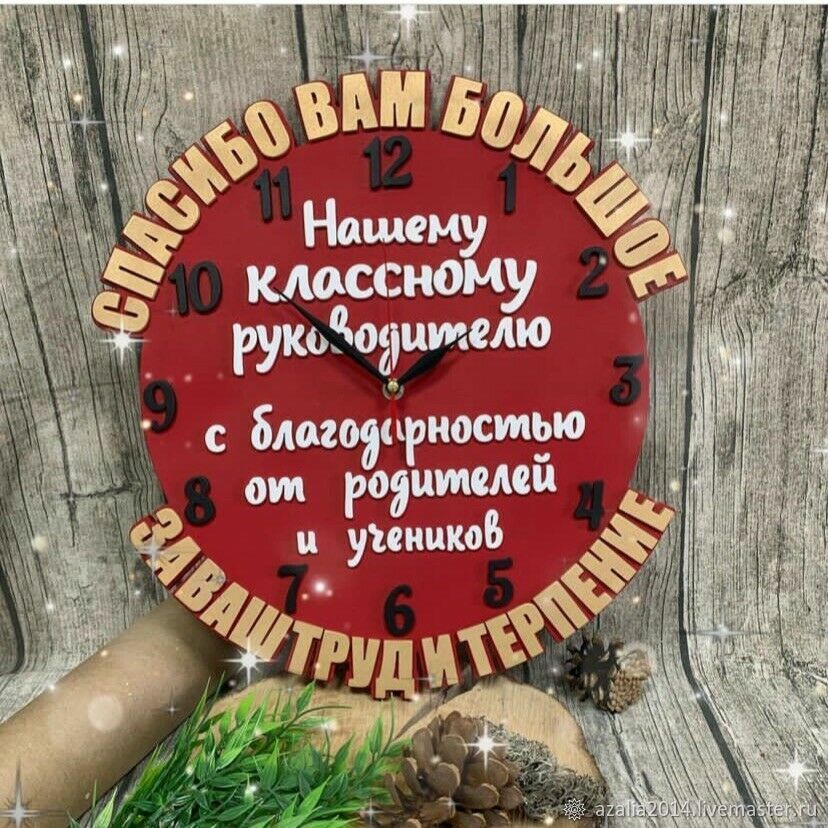 СПАСИБО ВАМ БОЛЬШОЕ
12
11
1
10
2
9
3
8
4
7
6
5
Нашему
классному
руководителю
с благодарностью
от родителей
и учеников
ЗА ВАШ ТРУД И ТЕРПЕНИЕ
azalia2014.livemaster.ru